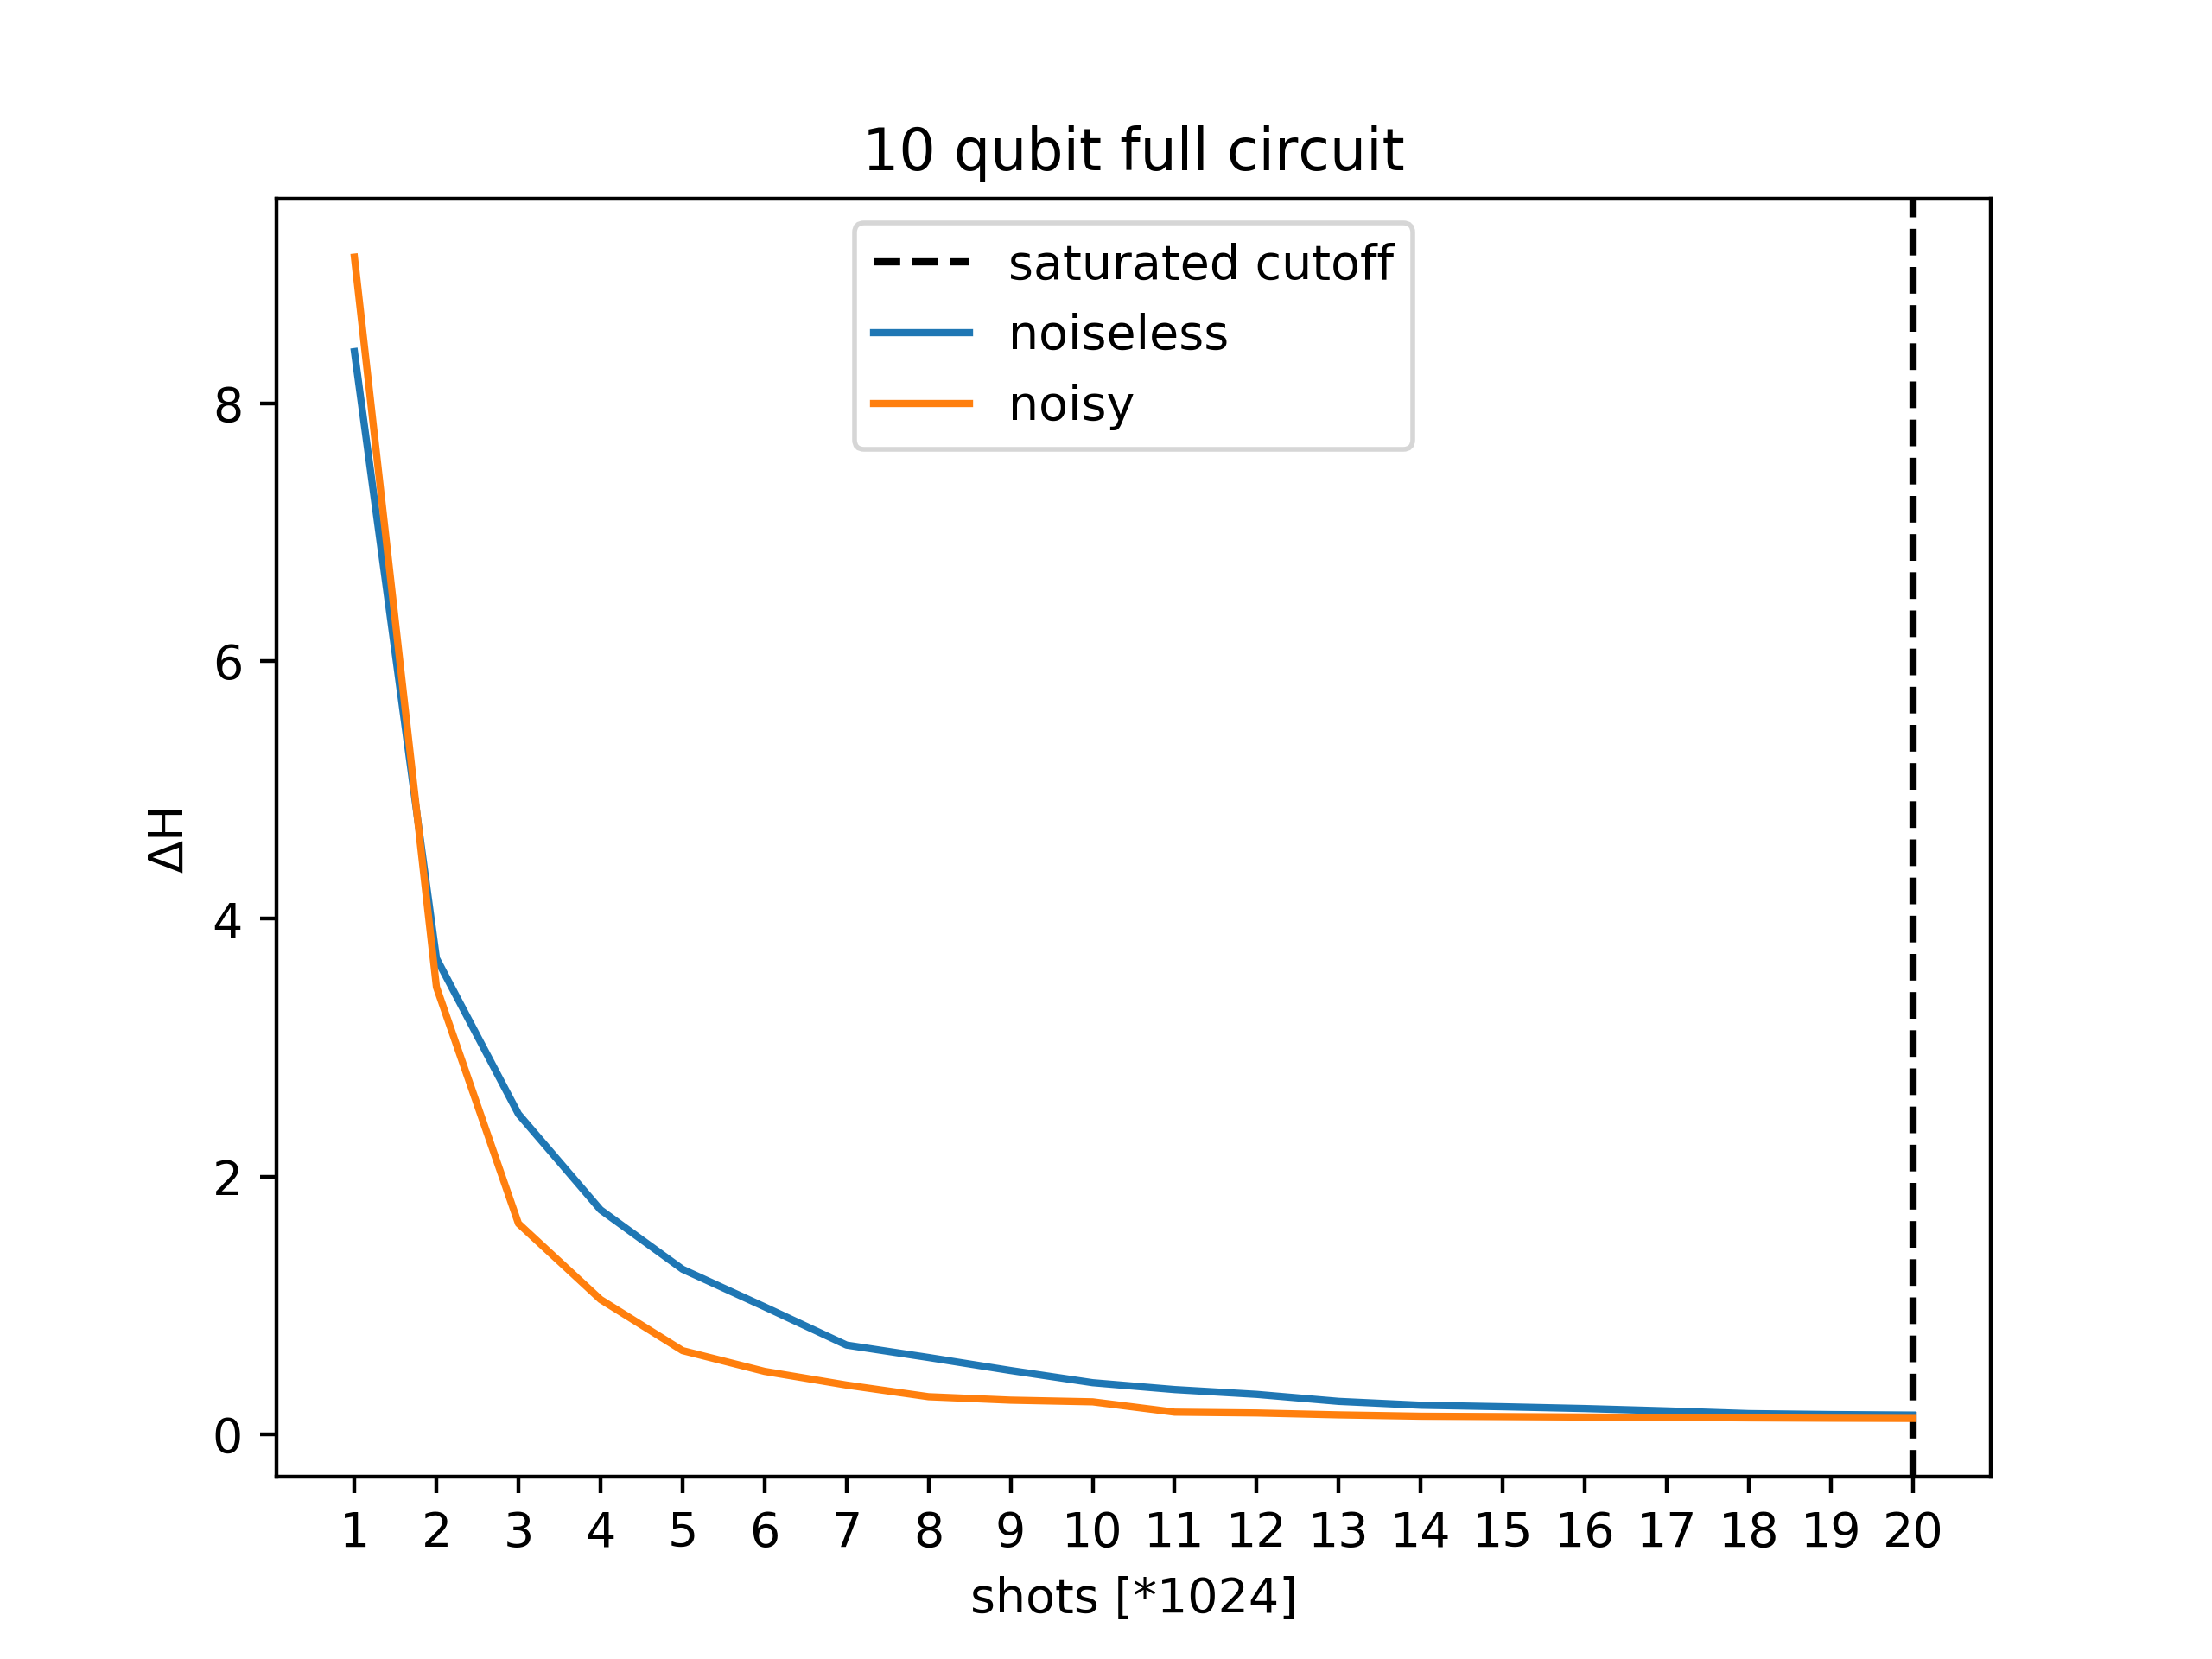 10 qubit full circuit
saturated cutoff
noiseless
noisy
8
6
4
2
0
ΔH
1 2 3 4 5 6 7 8 9 10 11 12 13 14 15 16 17 18 19 20
shots [*1024]